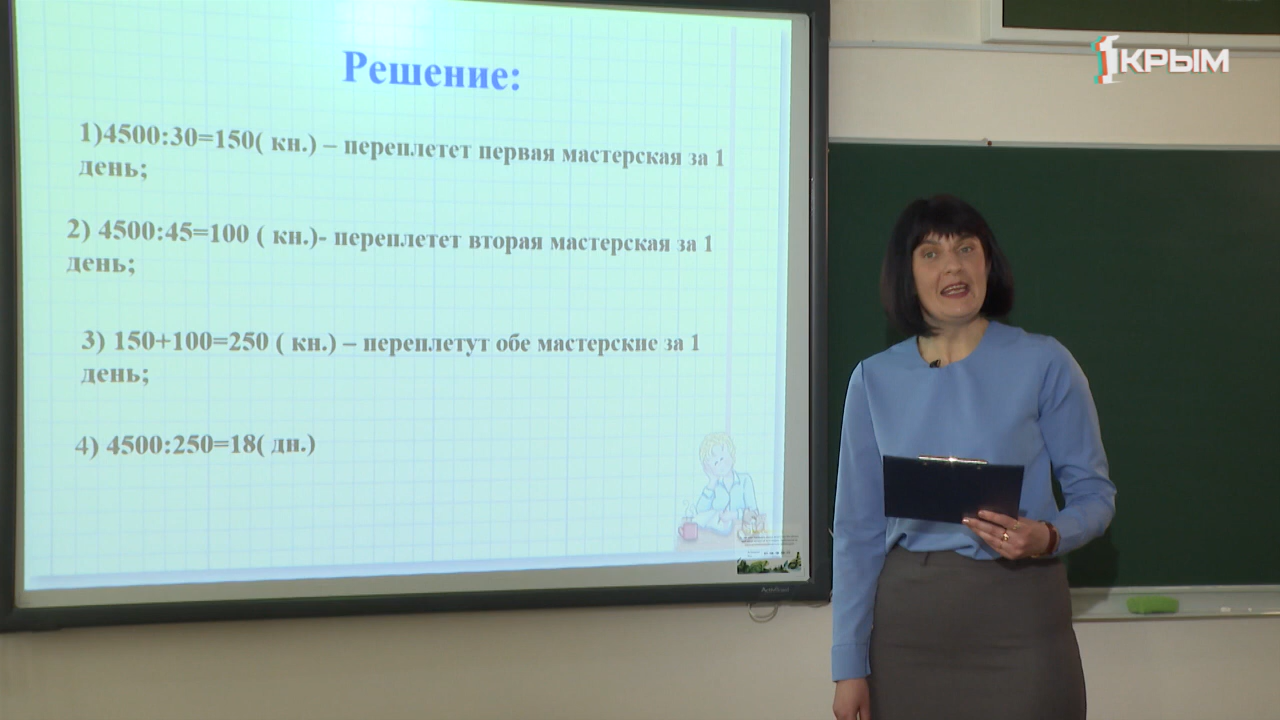 1КРЫМ
Решение:
1)4500:30=150( кн.) – переплетет первая мастерская за 1
день;
2) 4500:45=100 ( кн.)- переплетет вторая мастерская за 1
день;
3) 150+100=250 ( кн.) – переплетут обе мастерские за 1
день;
4) 4500:250=18( дн.)